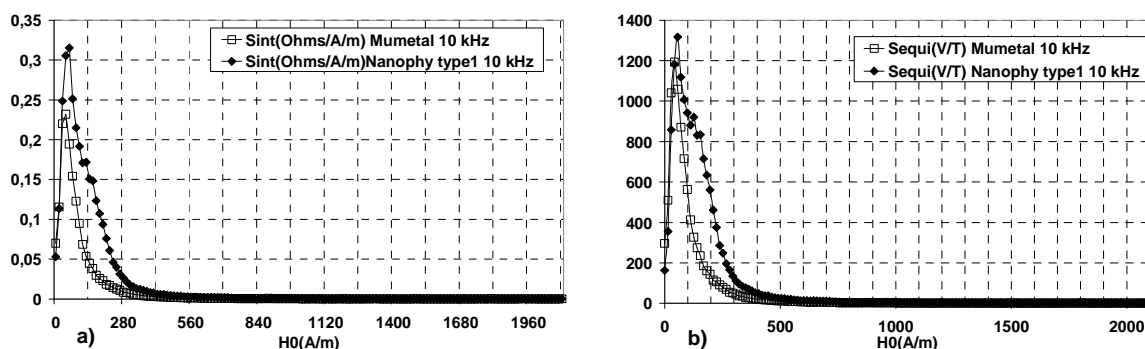 a)
0,35
0,3
0,25
0,2
0,15
0,1
0,05
0
Sint(Ohms/A/m) Mumetal 10 kHz
Sint(Ohms/A/m)Nanophy type1 10 kHz
0 280 560 840 1120 1400 1680 1960
a)
H0(A/m)
b)
1400
1200
1000
800
600
400
200
0
Sequi(V/T) Mumetal 10 kHz
Sequi(V/T) Nanophy type1 10 kHz
0 500 1000 1500 2000
b)
H0(A/m)